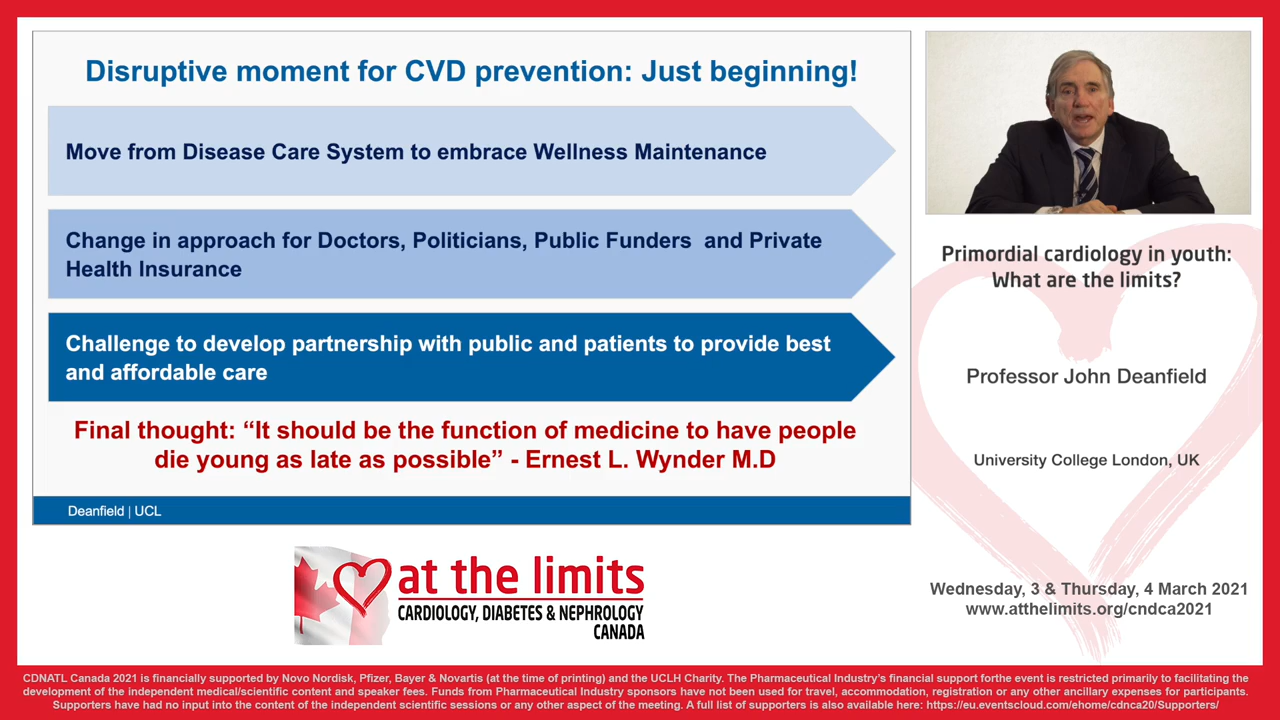 Disruptive moment for CVD prevention: Just beginning!
Move from Disease Care System to embrace Wellness Maintenance
Change in approach for Doctors, Politicians, Public Funders and Private
Health Insurance
Challenge to develop partnership with public and patients to provide best
and affordable care
Final thought: “It should be the function of medicine to have people
die young as late as possible” - Ernest L. Wynder M.D
Deanfield | UCL
Primordial cardiology in youth:
What are the limits?
Professor John Deanfield
University College London, UK
Wednesday, 3 & Thursday, 4 March 2021
www.atthelimits.org/cndca2021
at the limits
CARDIOLOGY, DIABETES & NEPHROLOGY
CANADA
CDNATL Canada 2021 is financially supported by Novo Nordisk, Pfizer, Bayer & Novartis (at the time of printing) and the UCLH Charity. The Pharmaceutical Industry's financial support forthe event is restricted primarily to facilitating the
development of the independent medical/scientific content and speaker fees. Funds from Pharmaceutical Industry sponsors have not been used for travel, accommodation, registration or any other ancillary expenses for participants.
Supporters have had no input into the content of the independent scientific sessions or any other aspect of the meeting. A full list of supporters is also available here: https://eu.eventscloud.com/ehome/cdnca20/Supporters/